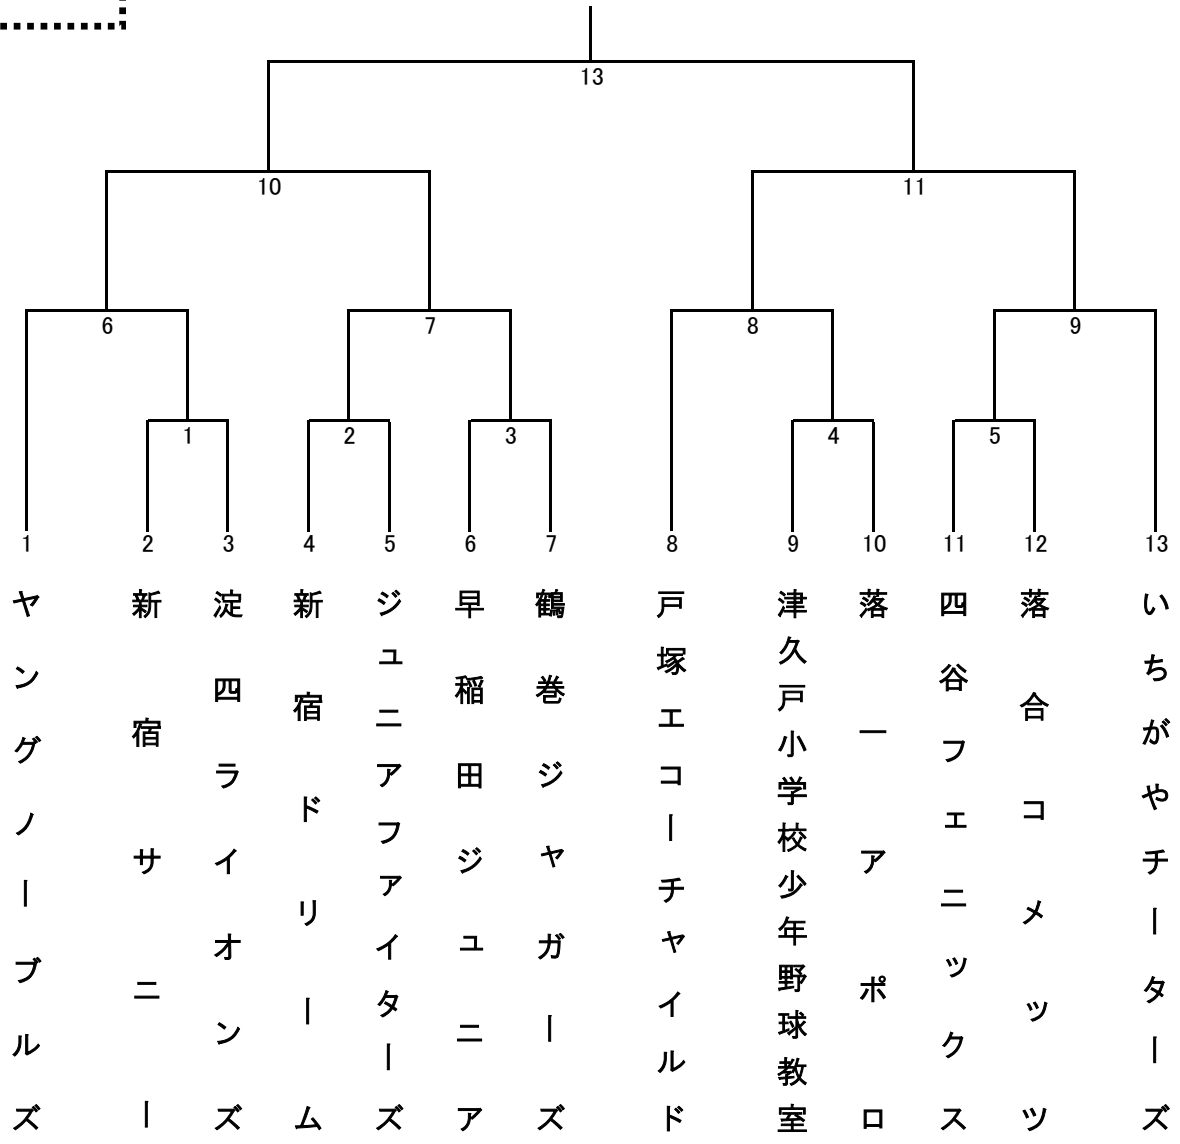 13
10
11
6
7
8
9
1
2
3
4
5
1
2
3
4
5
6
7
8
9
10
11
12
13
ヤングノーブルズ
新宿サニー
淀四ライオンズ
新宿ドリーム
ジュニアファイターズ
早稲田ジュニア
鶴巻ジャガーズ
戸塚エコーチャイルド
津久戸小学校少年野球教室
落一アポロ
四谷フェニックス
落合コメッツ
いちがやチーターズ